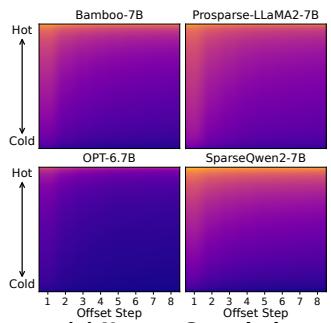 Bamboo-7B
Prosparse-LLaMA2-7B
Hot
Cold
OPT-6.7B
SparseQwen2-7B
Hot
Cold
1 2 3 4 5 6 7 8
1 2 3 4 5 6 7 8
Offset Step
Offset Step